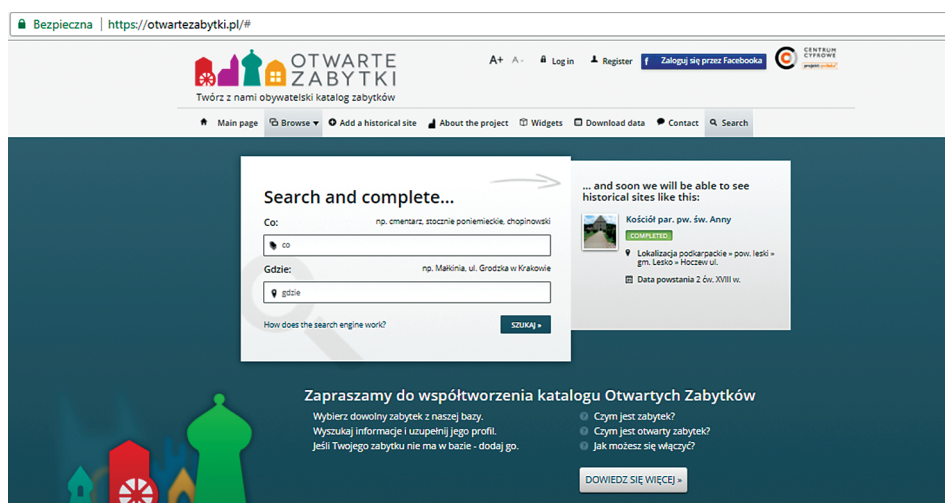 Bezpieczna | https://otwartezabytki.pl/#
OTWARTE
ZABYTKI
Twórz z nami obywatelski katalog zabytków
A+ A- Log in Register f Zaloguj się przez Facebooka
CENTRUM
CYFROWE
Main page Browse Add a historical site About the project Widgets Download data Contact Search
Search and complete...
Co: np. cmentarz, stocznie poniemieckie, chopinowski
co
Gdzie: np. Małkinia, ul. Grodzka w Krakowie
gdzie
How does the search engine work? SZUKAJ »
... and soon we will be able to see
historical sites like this:
Kościół par. pw. św. Anny
COMPLETED
Lokalizacja podkarpackie » pow. leski »
gm. Lesko » Hoczew ul.
Data powstania 2 ćw. XVIII w.
Zapraszamy do współtworzenia katalogu Otwartych Zabytków
Wybierz dowolny zabytek z naszej bazy.
Wyszukaj informacje i uzupełnij jego profil.
Jeśli Twojego zabytku nie ma w bazie - dodaj go.
? Czym jest zabytek?
? Czym jest otwarty zabytek?
? Jak możesz się włączyć?
DOWIEDZ SIĘ WIĘCEJ »